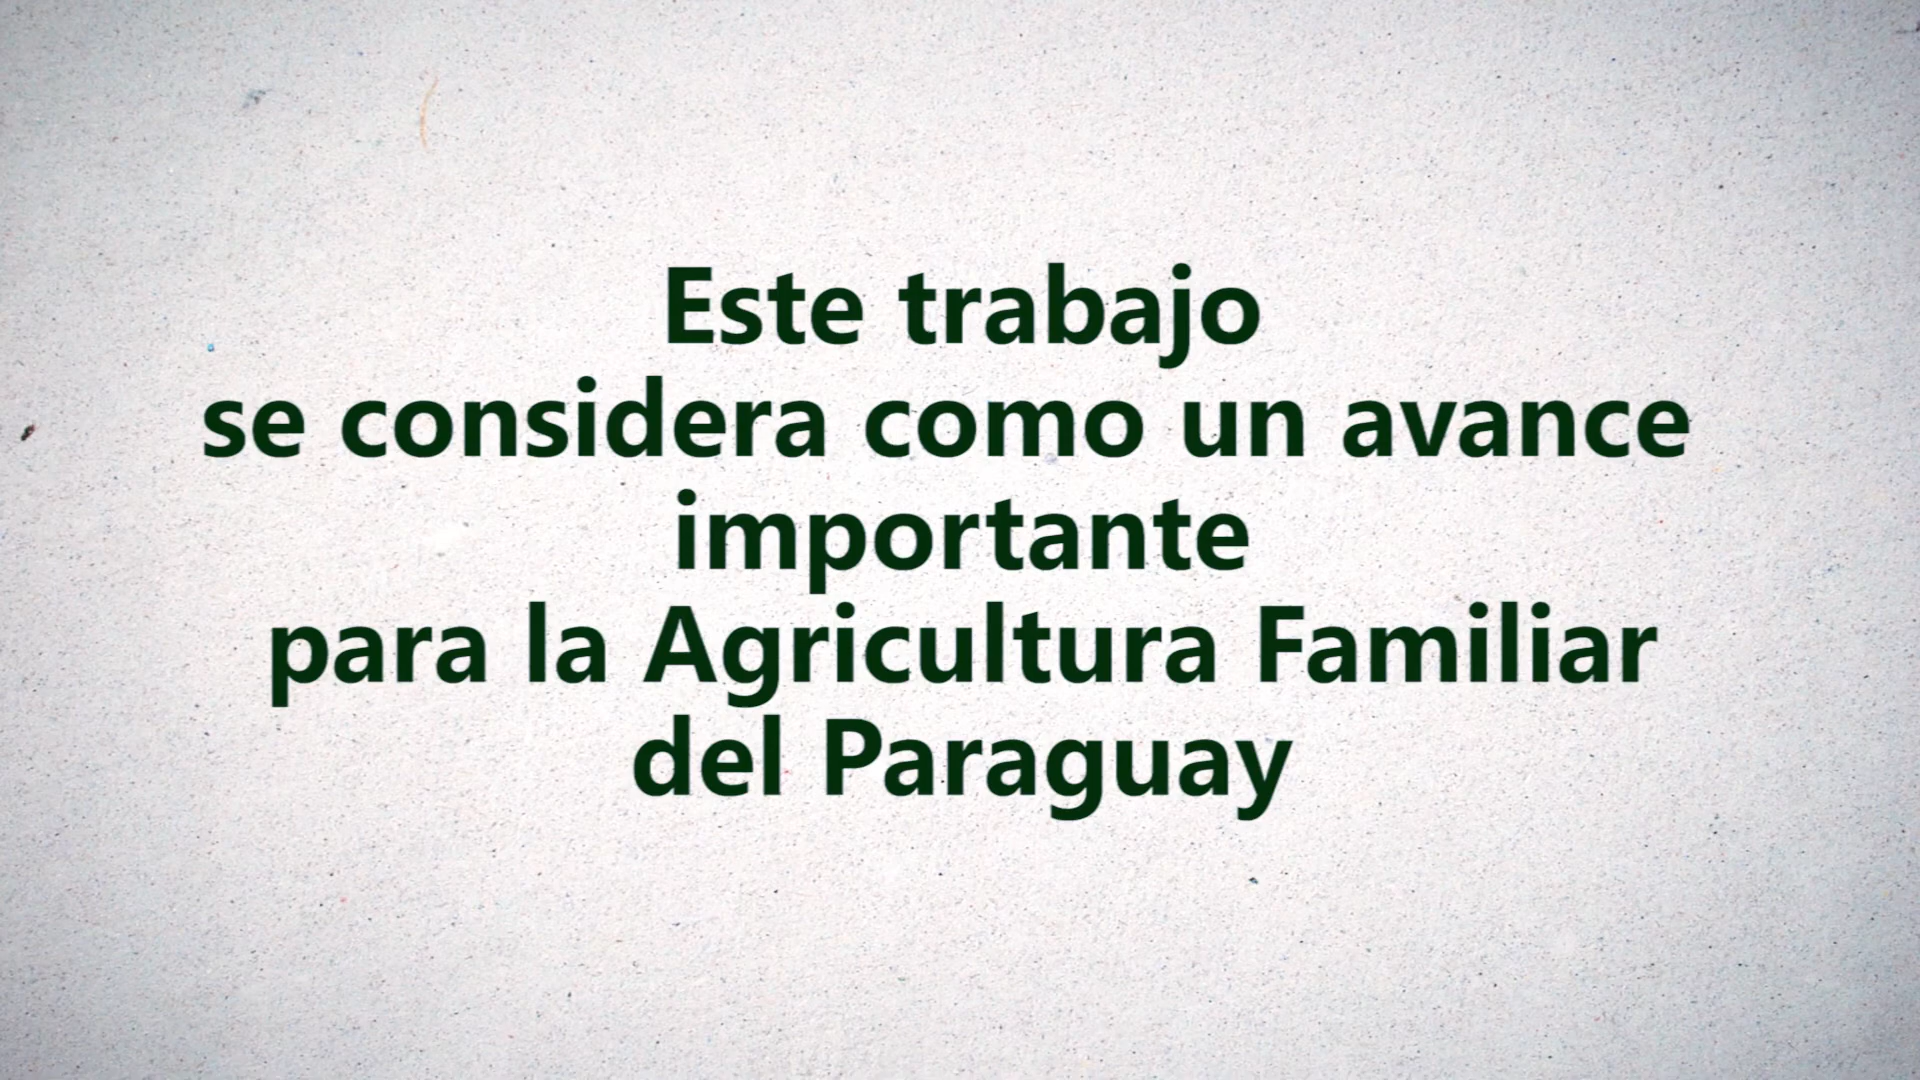 Este trabajo
se considera como un avance
importante
para la Agricultura Familiar
del Paraguay